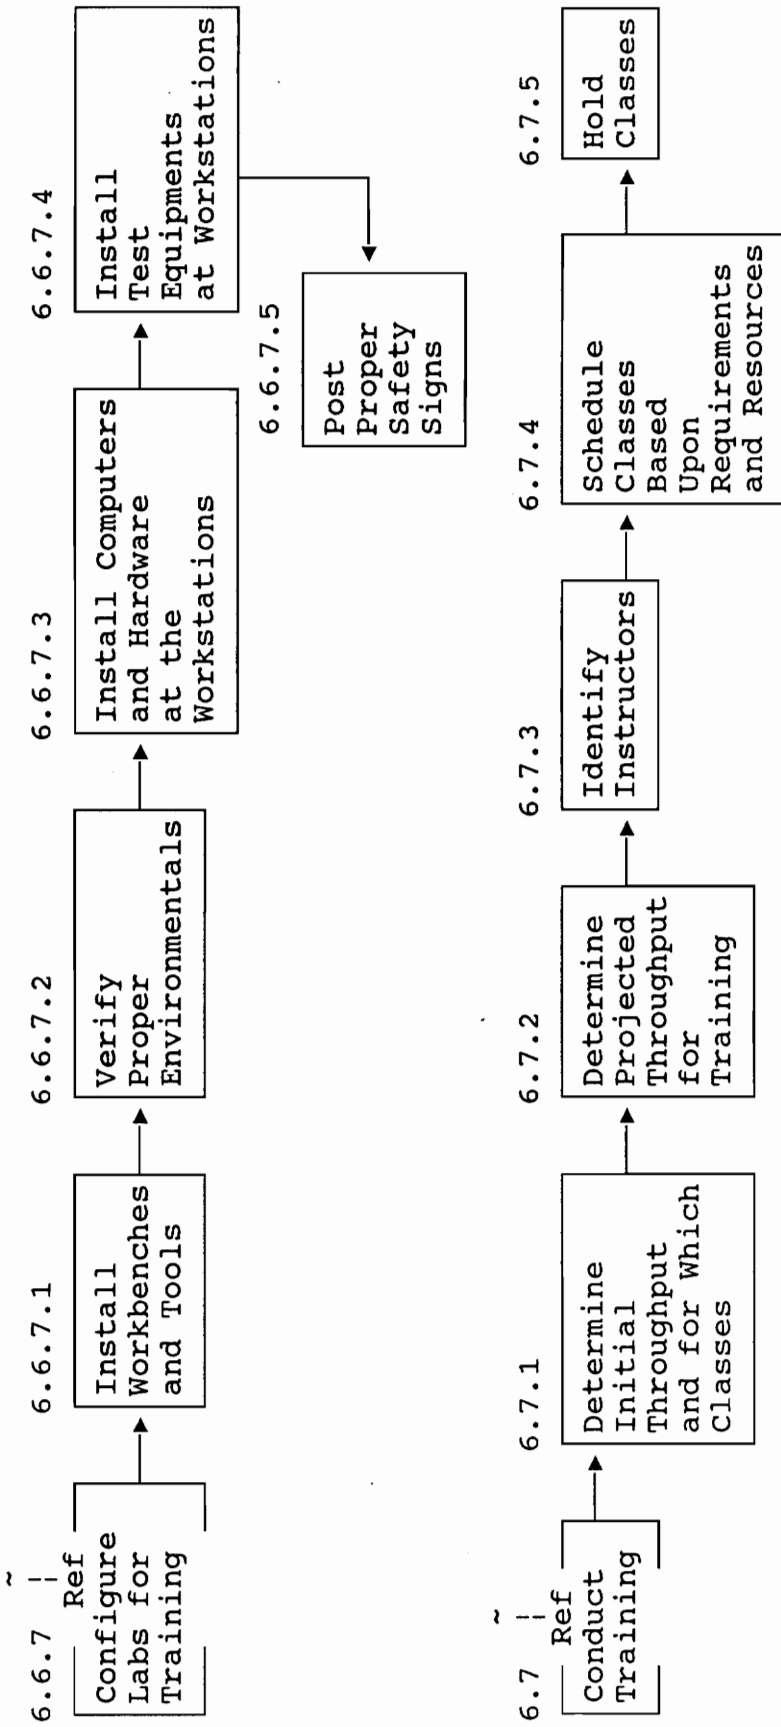 6.6.7
Ref
Configure
Labs for
Training
6.6.7.1
Install
Workbenches
and Tools
6.6.7.2
Verify
Proper
Environmentals
6.6.7.3
Install Computers
and Hardware
at the
Workstations
6.6.7.4
Install
Test
Equipments
at Workstations
6.6.7.5
Post
Proper
Safety
Signs
6.7
Ref
Conduct
Training
6.7.1
Determine
Initial
Throughput
and for Which
Classes
6.7.2
Determine
Projected
Throughput
for
Training
6.7.3
Identify
Instructors
6.7.4
Schedule
Classes
Based
Upon
Requirements
and Resources
6.7.5
Hold
Classes